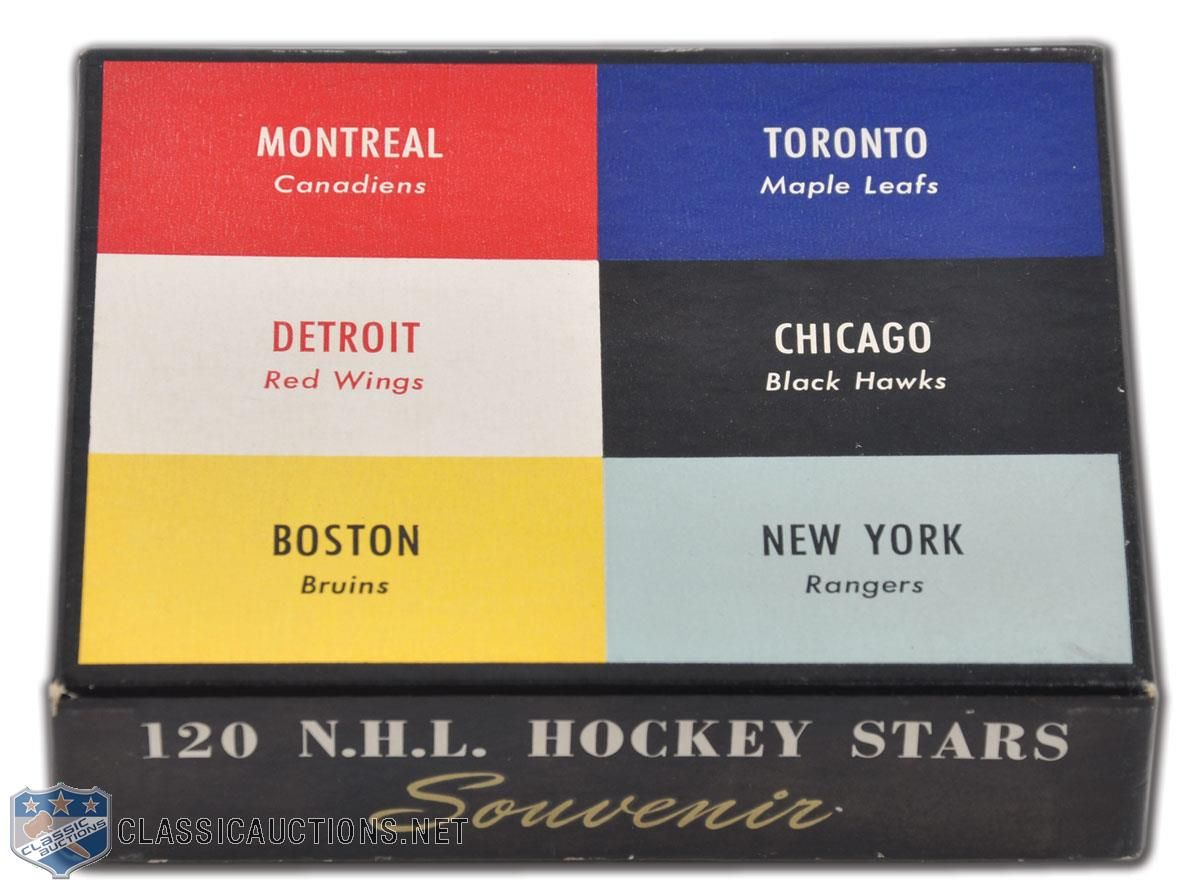 MONTREAL
Canadiens
TORONTO
Maple Leafs
DETROIT
Red Wings
CHICAGO
Black Hawks
BOSTON
Bruins
NEW YORK
Rangers
120 N.H.L. HOCKEY STARS
Souvenir
CLASSIC
AUCTIONS
CLASSICAUCTIONS.NET